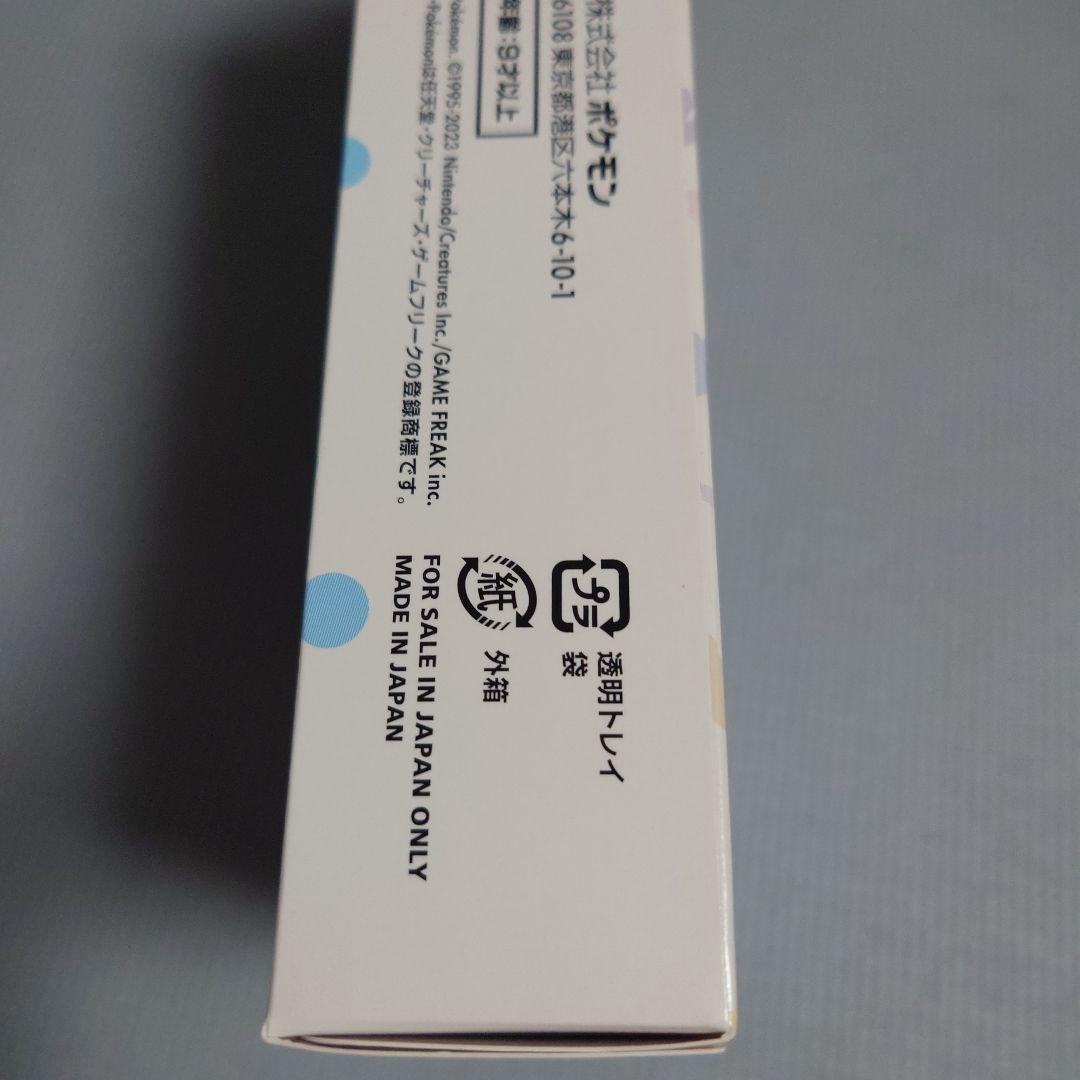 株式会社 ポケモン
6108 東京都港区六本木6-10-1
年齢：9才以上
Pokémon. ©1995-2023 Nintendo/Creatures Inc./GAME FREAK inc.
・Pokémonは任天堂・クリーチャーズ・ゲームフリークの登録商標です。
プラ
透明トレイ
袋
紙
外箱
FOR SALE IN JAPAN ONLY
MADE IN JAPAN